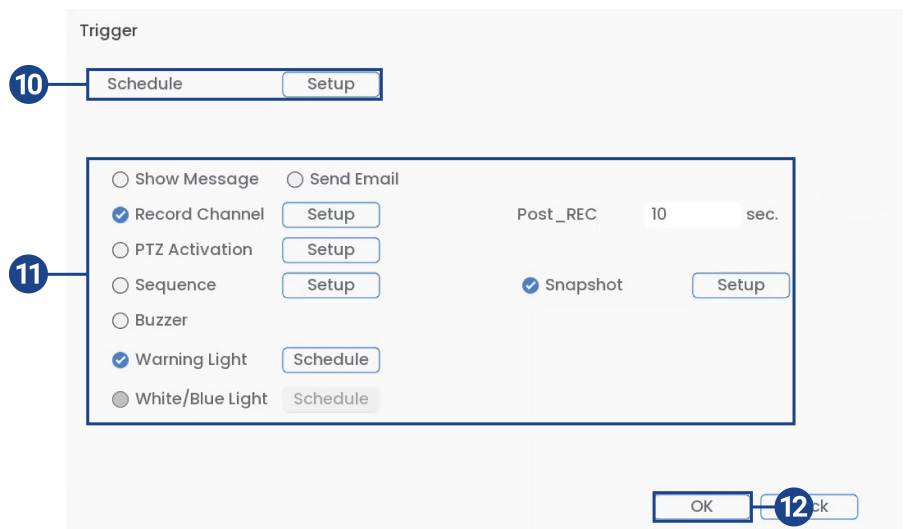 Trigger
10 Schedule Setup
Show Message Send Email
Record Channel Setup Post_REC 10 sec.
PTZ Activation Setup
11 Sequence Setup Snapshot Setup
Buzzer
Warning Light Schedule
White/Blue Light Schedule
OK 12 ck